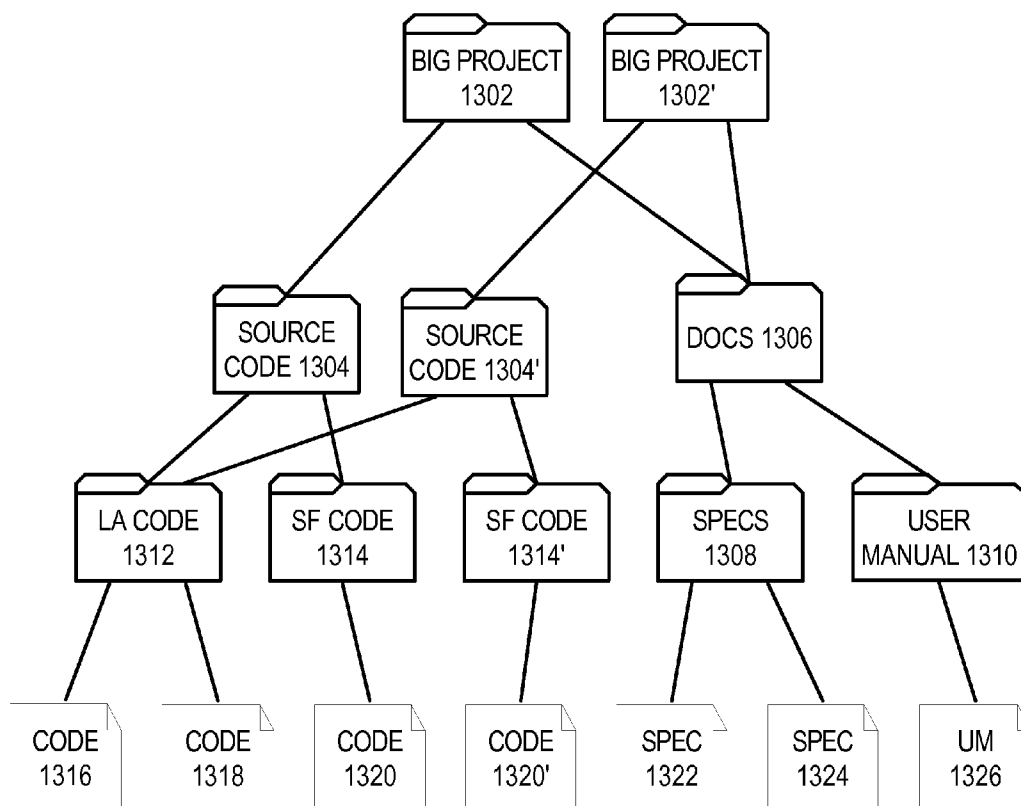 BIG PROJECT
1302
BIG PROJECT
1302'
SOURCE
CODE 1304
SOURCE
CODE 1304'
DOCS 1306
LA CODE
1312
SF CODE
1314
SF CODE
1314'
SPECS
1308
USER
MANUAL 1310
CODE
1316
CODE
1318
CODE
1320
CODE
1320'
SPEC
1322
SPEC
1324
UM
1326